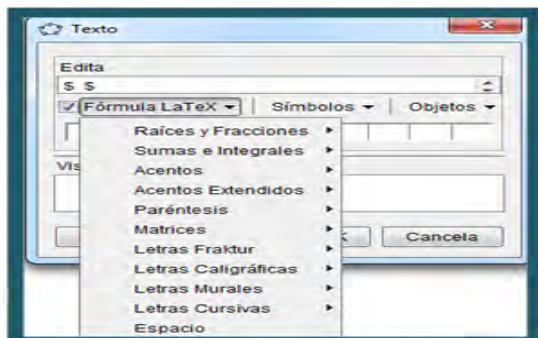 Texto
Edita
$ $
Fórmula LaTeX Símbolos Objetos
Raíces y Fracciones
Sumas e Integrales
Acentos
Acentos Extendidos
Paréntesis
Matrices
Letras Fraktur
Letras Caligráficas
Letras Murales
Letras Cursivas
Espacio
Cancela